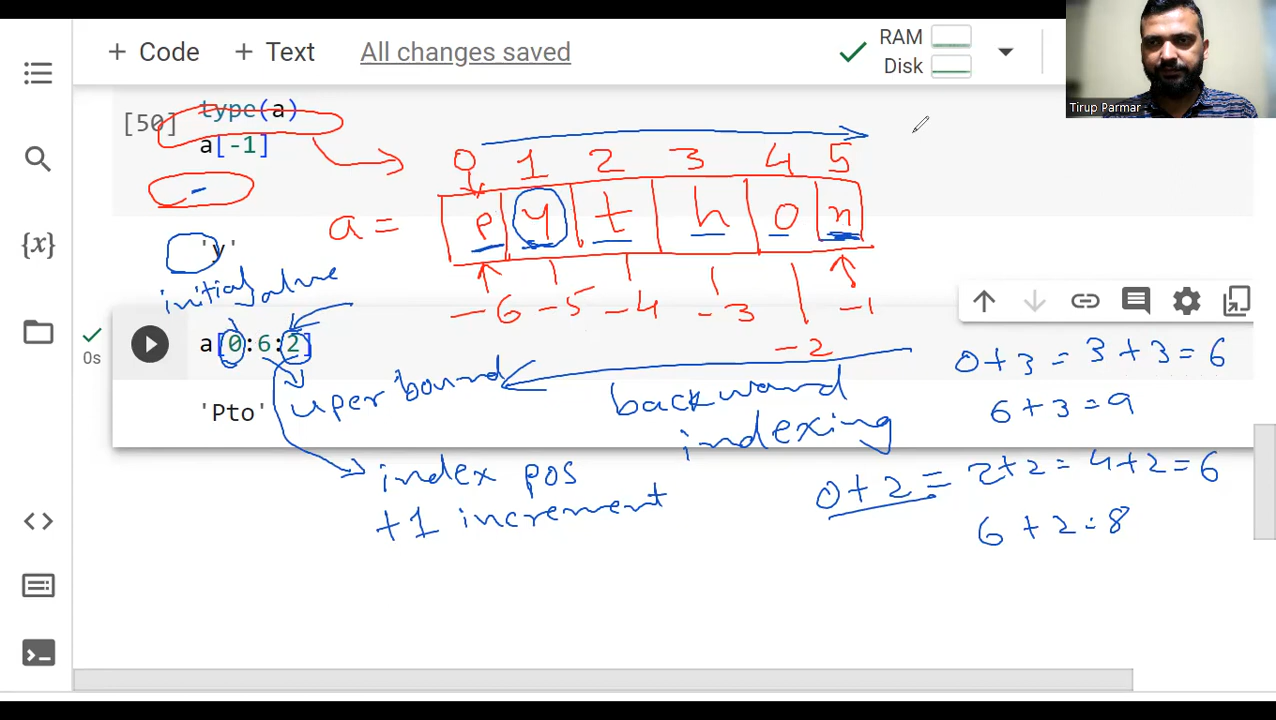 + Code + Text All changes saved RAM
Disk
Tirup Parmar
[50] type(a)
a[-1]
0 1 2 3 4 5
a = P y t h o n
'y'
-6 -5 -4 -3 -2 -1
initial value
a[0:6:2]
'Pto'
uper bound
backward
indexing
index pos
+1 increment
0+3 = 3+3=6
6+3=9
0+2 = 2+2=4+2=6
6+2=8
{x}